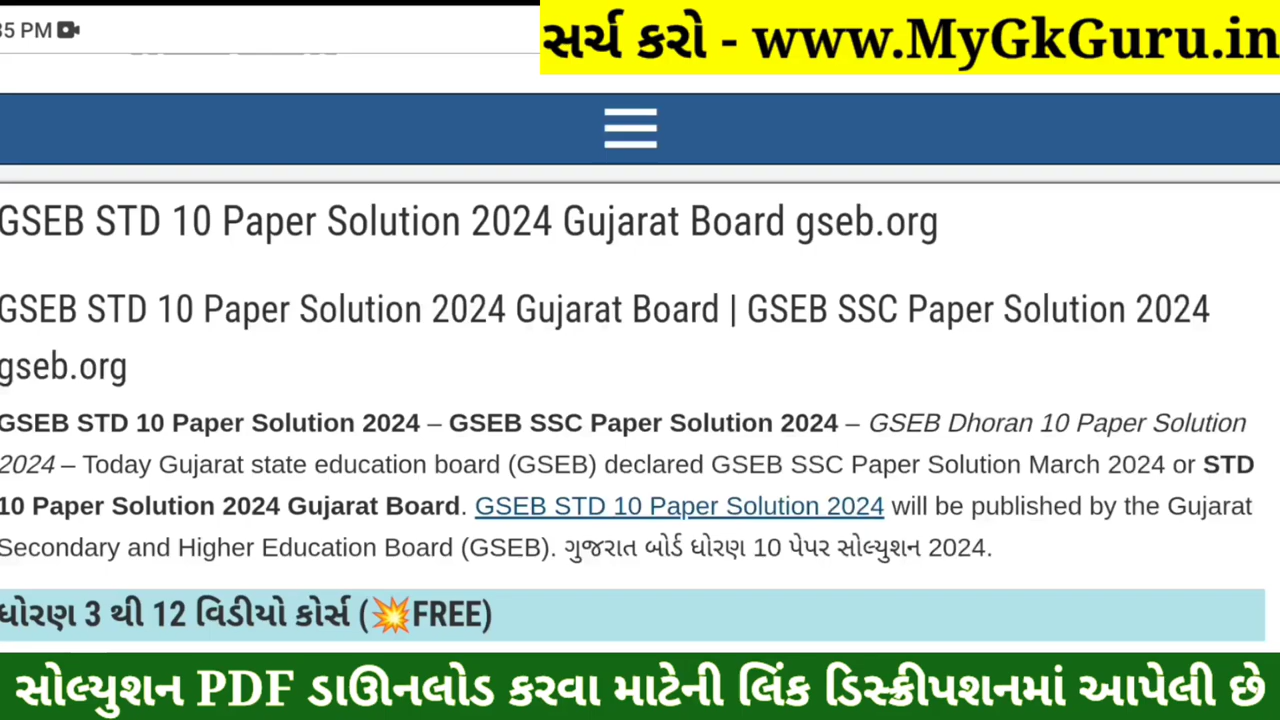 35 PM
સર્ચ કરો - www.MyGkGuru.in
GSEB STD 10 Paper Solution 2024 Gujarat Board gseb.org
GSEB STD 10 Paper Solution 2024 Gujarat Board | GSEB SSC Paper Solution 2024
gseb.org
GSEB STD 10 Paper Solution 2024 – GSEB SSC Paper Solution 2024 – GSEB Dhoran 10 Paper Solution
2024 – Today Gujarat state education board (GSEB) declared GSEB SSC Paper Solution March 2024 or STD
10 Paper Solution 2024 Gujarat Board. GSEB STD 10 Paper Solution 2024 will be published by the Gujarat
Secondary and Higher Education Board (GSEB). ગુજરાત બોર્ડ ધોરણ 10 પેપર સોલ્યુશન 2024.
ધોરણ 3 થી 12 વિડીયો કોર્સ (💥FREE)
સોલ્યુશન PDF ડાઊનલોડ કરવા માટેની લિંક ડિસ્ક્રીપશનમાં આપેલી છે